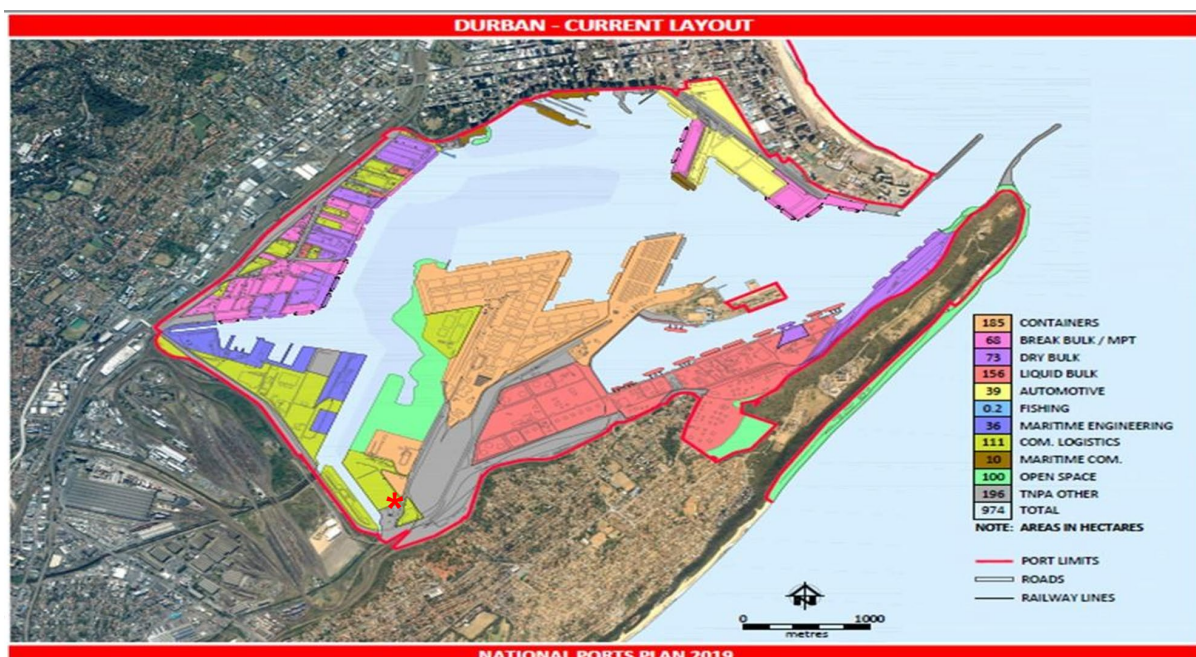 DURBAN - CURRENT LAYOUT
185 CONTAINERS
68 BREAK BULK / MPT
73 DRY BULK
156 LIQUID BULK
39 AUTOMOTIVE
0.2 FISHING
36 MARITIME ENGINEERING
111 COM. LOGISTICS
10 MARITIME COM.
100 OPEN SPACE
196 TNPA OTHER
974 TOTAL
NOTE: AREAS IN HECTARES
PORT LIMITS
ROADS
RAILWAY LINES
N
0 1000
metres
*
NATIONAL PORTS PLAN 2019